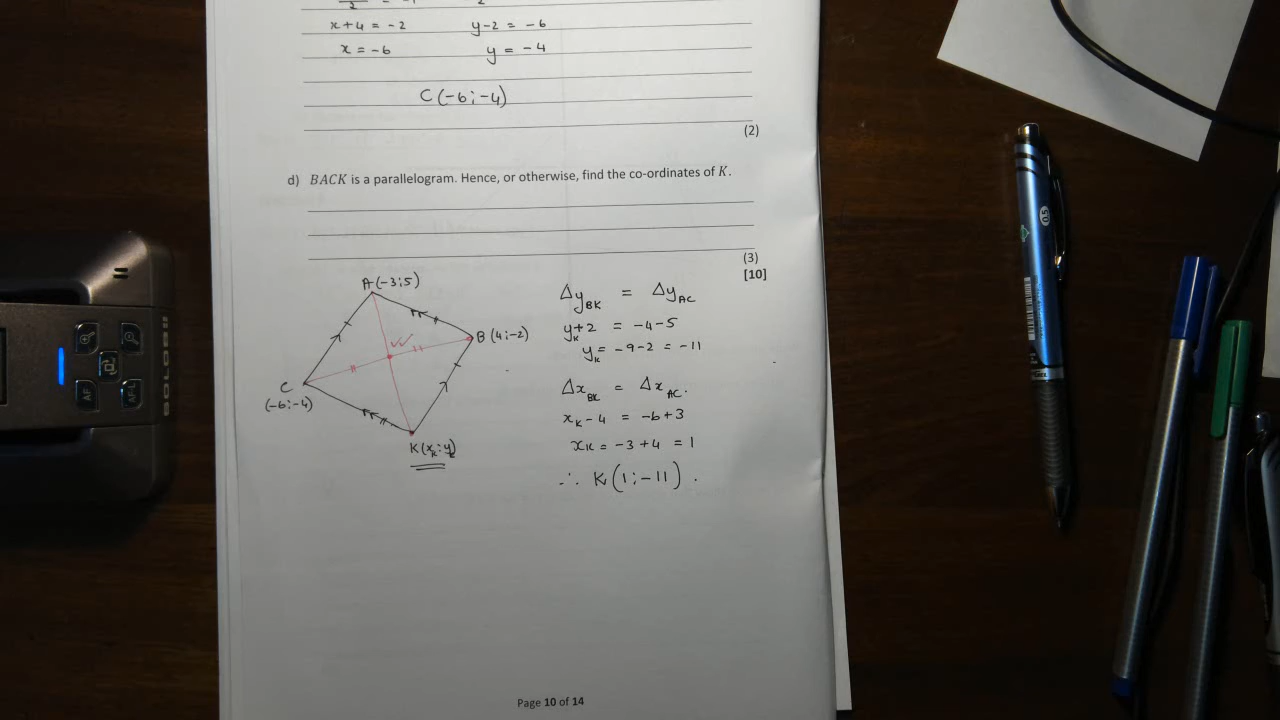 x + 4 = -2 y - 2 = -6
x = -6 y = -4
C (-6 ; -4)
(2)
d) BACK is a parallelogram. Hence, or otherwise, find the co-ordinates of K.
(3)
[10]
A (-3 ; 5)
B (4 ; -2)
C
(-6 ; -4)
K (xₖ ; yₖ)
Δy_BK = Δy_AC
yₖ + 2 = -4 - 5
yₖ = -9 - 2 = -11
Δx_BK = Δx_AC.
xₖ - 4 = -6 + 3
xₖ = -3 + 4 = 1
∴ K (1 ; -11) .
Page 10 of 14
AF
AF-L
SOLO8
0.5